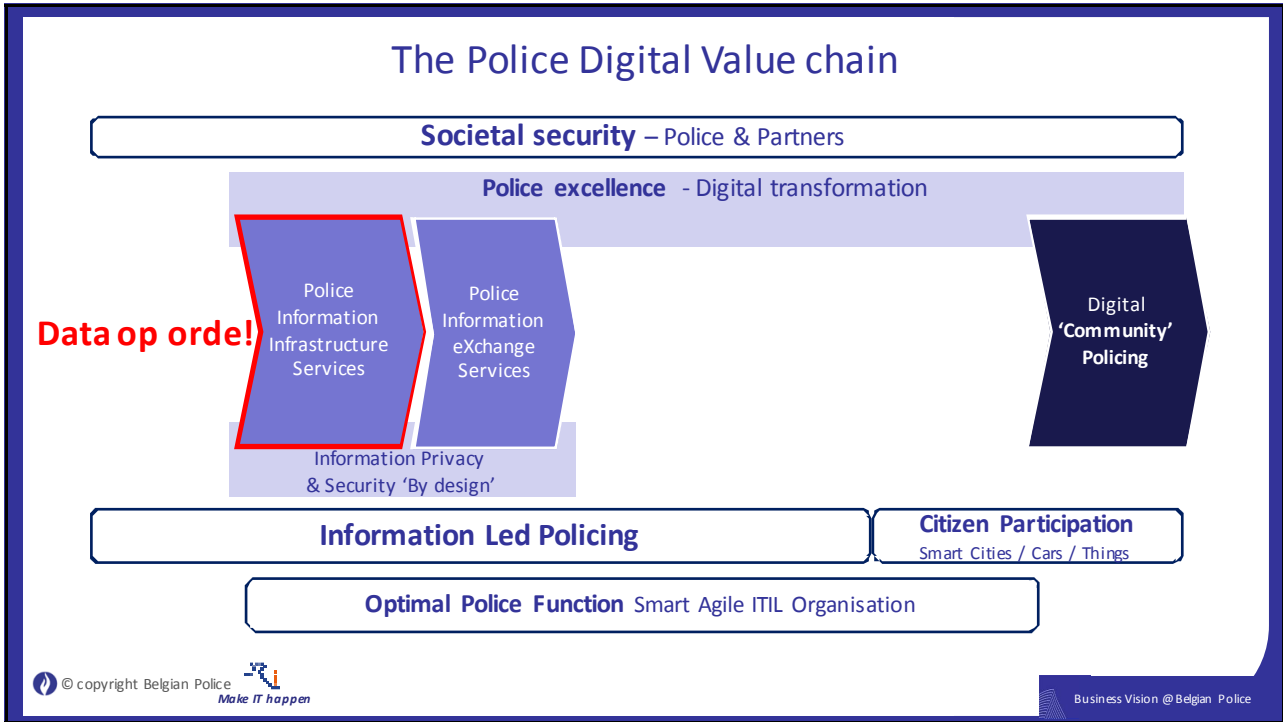 The Police Digital Value chain
Societal security – Police & Partners
Police excellence - Digital transformation
Data op orde!
Police
Information
Infrastructure
Services
Police
Information
eXchange
Services
Digital
‘Community’
Policing
Information Privacy
& Security ‘By design’
Information Led Policing
Citizen Participation
Smart Cities / Cars / Things
Optimal Police Function Smart Agile ITIL Organisation
© copyright Belgian Police
Make IT happen
Business Vision @ Belgian Police